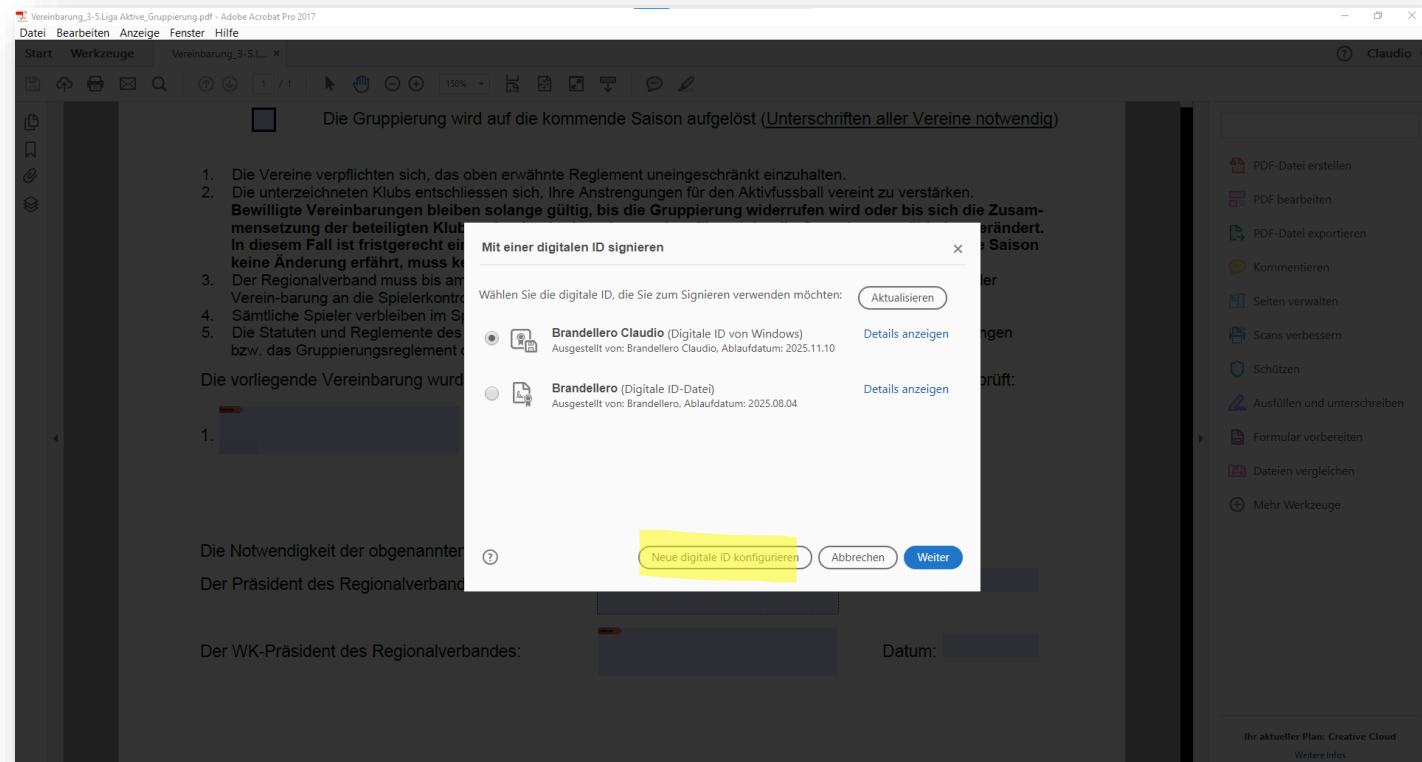 Vereinbarung_3-5.Liga Aktive_Gruppierung.pdf - Adobe Acrobat Pro 2017
Datei Bearbeiten Anzeige Fenster Hilfe
Start Werkzeuge Vereinbarung_3-5.L... × Claudio
1 / 1 150%
Die Gruppierung wird auf die kommende Saison aufgelöst (Unterschriften aller Vereine notwendig)
1. Die Vereine verpflichten sich, das oben erwähnte Reglement uneingeschränkt einzuhalten.
2. Die unterzeichneten Klubs entschliessen sich, Ihre Anstrengungen für den Aktivfussball vereint zu verstärken.
Bewilligte Vereinbarungen bleiben solange gültig, bis die Gruppierung widerrufen wird oder bis sich die Zusam-
mensetzung der beteiligten Klub erändert.
In diesem Fall ist fristgerecht ein e Saison
keine Änderung erfährt, muss ke
3. Der Regionalverband muss bis am der
Verein-barung an die Spielerkontro
4. Sämtliche Spieler verbleiben im Sp
5. Die Statuten und Reglemente des ngen
bzw. das Gruppierungsreglement
Die vorliegende Vereinbarung wurd prüft:
1.
Die Notwendigkeit der obgenannten
Der Präsident des Regionalverband
Der WK-Präsident des Regionalverbandes: Datum:
Mit einer digitalen ID signieren ×
Wählen Sie die digitale ID, die Sie zum Signieren verwenden möchten: Aktualisieren
Brandellero Claudio (Digitale ID von Windows) Details anzeigen
Ausgestellt von: Brandellero Claudio, Ablaufdatum: 2025.11.10
Brandellero (Digitale ID-Datei) Details anzeigen
Ausgestellt von: Brandellero, Ablaufdatum: 2025.08.04
Neue digitale ID konfigurieren Abbrechen Weiter
PDF-Datei erstellen
PDF bearbeiten
PDF-Datei exportieren
Kommentieren
Seiten verwalten
Scans verbessern
Schützen
Ausfüllen und unterschreiben
Formular vorbereiten
Dateien vergleichen
Mehr Werkzeuge
Ihr aktueller Plan: Creative Cloud
Weitere Infos